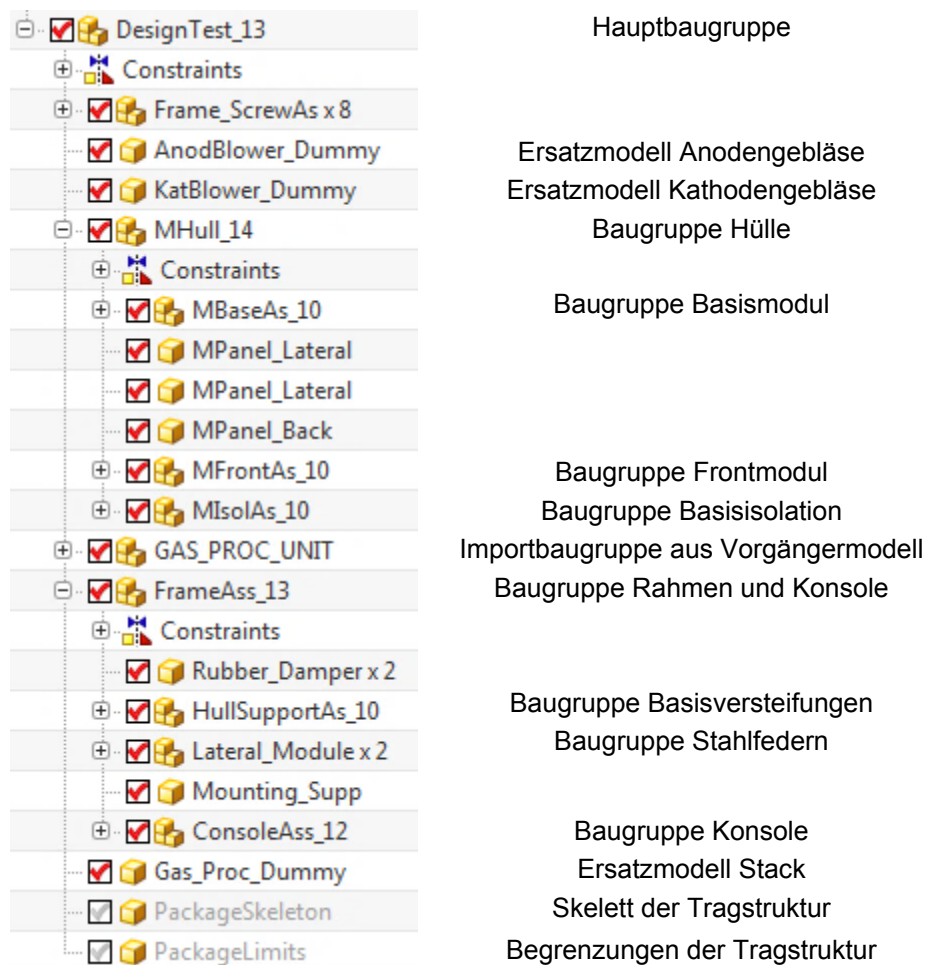 DesignTest_13 Hauptbaugruppe
Constraints
Frame_ScrewAs x 8
AnodBlower_Dummy Ersatzmodell Anodengebläse
KatBlower_Dummy Ersatzmodell Kathodengebläse
MHull_14 Baugruppe Hülle
Constraints
MBaseAs_10 Baugruppe Basismodul
MPanel_Lateral
MPanel_Lateral
MPanel_Back
MFrontAs_10 Baugruppe Frontmodul
MIsolAs_10 Baugruppe Basisisolation
GAS_PROC_UNIT Importbaugruppe aus Vorgängermodell
FrameAss_13 Baugruppe Rahmen und Konsole
Constraints
Rubber_Damper x 2
HullSupportAs_10 Baugruppe Basisversteifungen
Lateral_Module x 2 Baugruppe Stahlfedern
Mounting_Supp
ConsoleAss_12 Baugruppe Konsole
Gas_Proc_Dummy Ersatzmodell Stack
PackageSkeleton Skelett der Tragstruktur
PackageLimits Begrenzungen der Tragstruktur